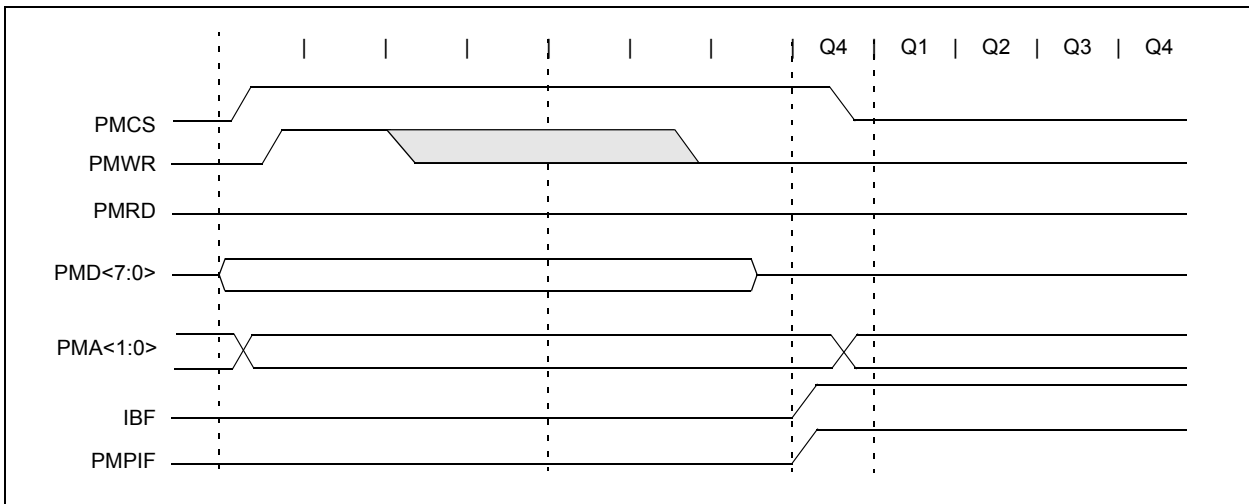 | | | | | | | Q4 | Q1 | Q2 | Q3 | Q4
PMCS
PMWR
PMRD
PMD<7:0>
PMA<1:0>
IBF
PMPIF